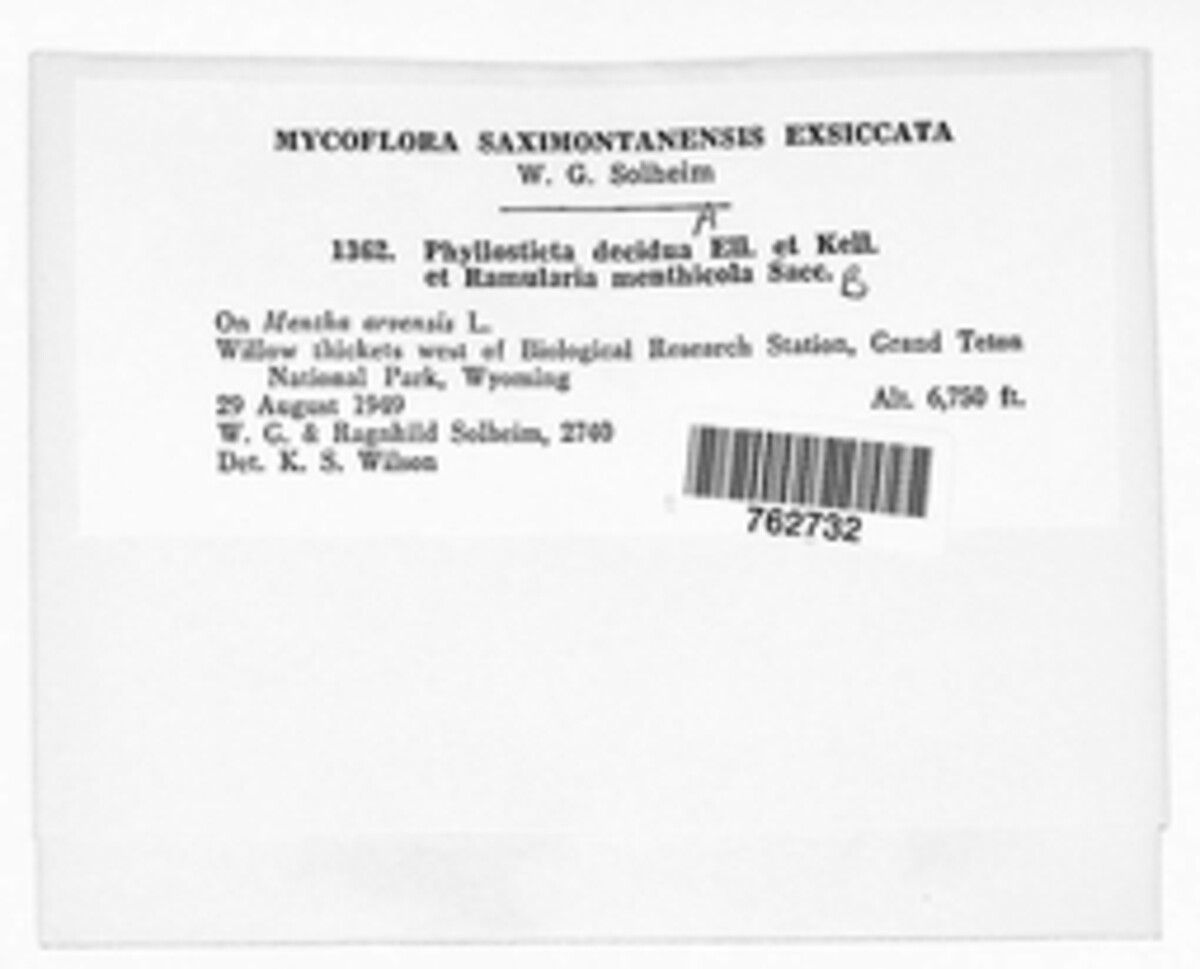 MYCOFLORA SAXIMONTANENSIS EXSICCATA
W. G. Solheim
A
1362. Phyllosticta decidua Ell. et Kell.
et Ramularia menthicola Sacc. B
On Mentha arvensis L.
Willow thickets west of Biological Research Station, Grand Teton
National Park, Wyoming
29 August 1949 Alt. 6,750 ft.
W. G. & Ragnhild Solheim, 2740
Det. K. S. Wilson
762732